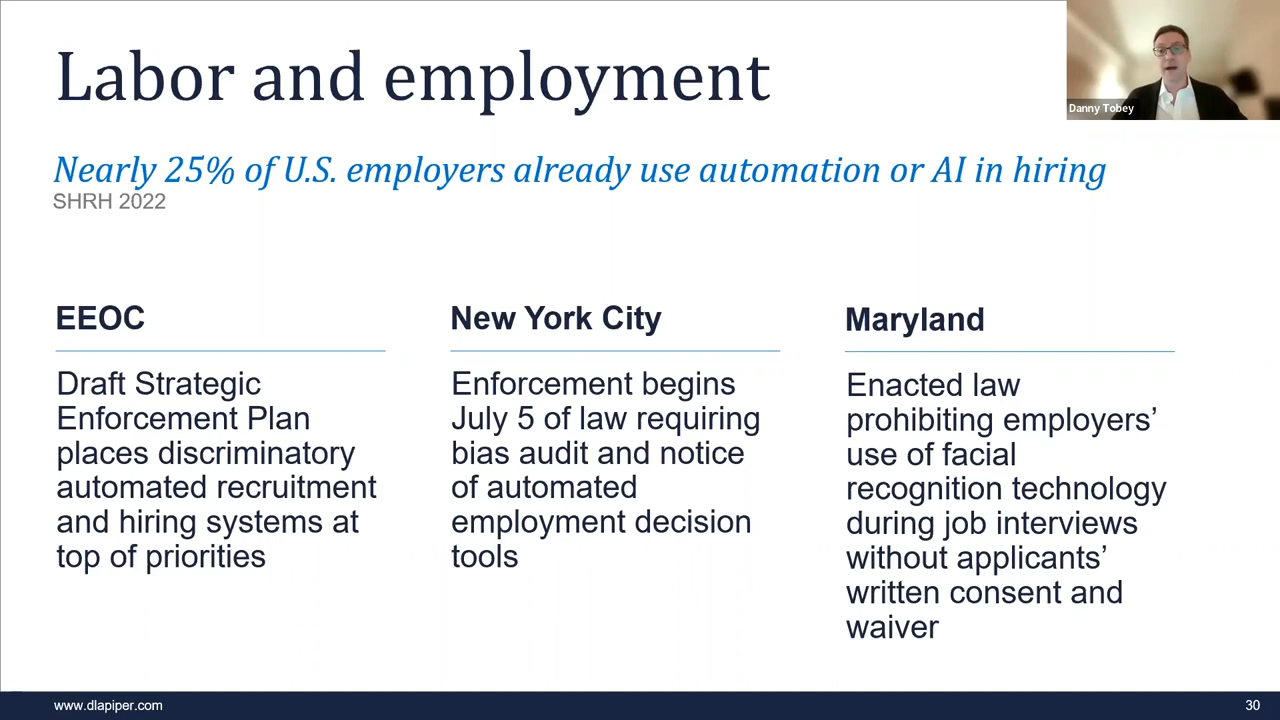 Labor and employment
Danny Tobey
Nearly 25% of U.S. employers already use automation or AI in hiring
SHRH 2022
EEOC
Draft Strategic
Enforcement Plan
places discriminatory
automated recruitment
and hiring systems at
top of priorities
New York City
Enforcement begins
July 5 of law requiring
bias audit and notice
of automated
employment decision
tools
Maryland
Enacted law
prohibiting employers’
use of facial
recognition technology
during job interviews
without applicants’
written consent and
waiver
www.dlapiper.com
30